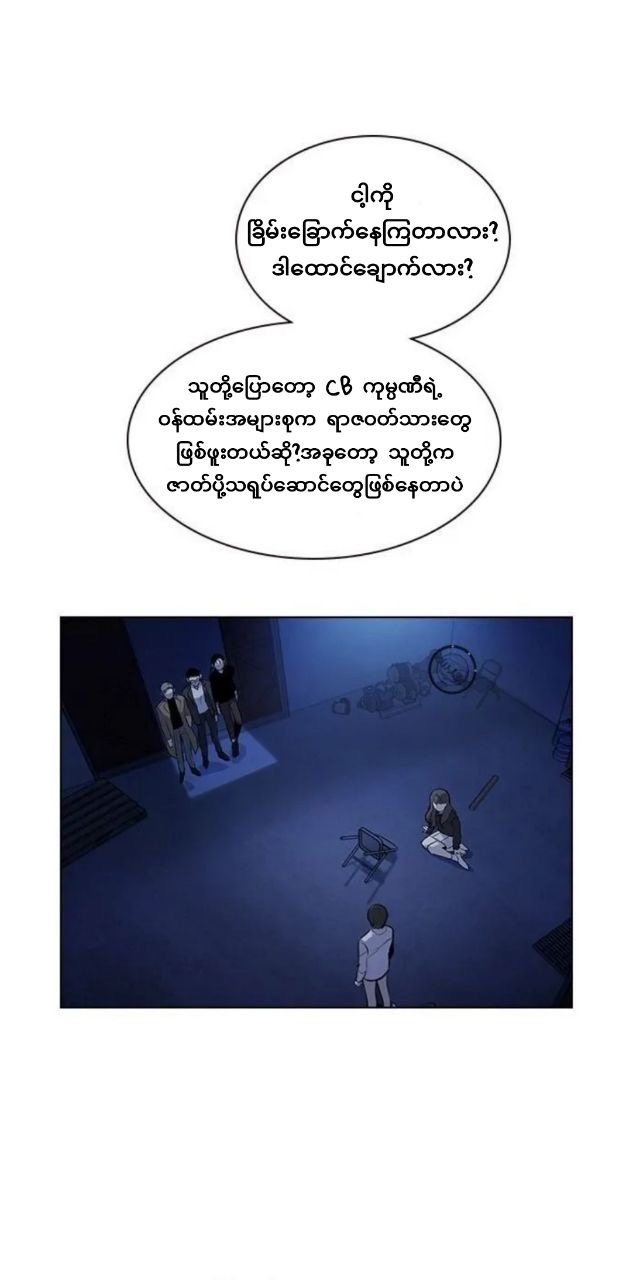 ငါ့ကို
ခြိမ်းခြောက်နေကြတာလား?
ဒါထောင်ချောက်လား?
သူတို့ပြောတော့ CB ကုမ္ပဏီရဲ့
ဝန်ထမ်းအများစုက ရာဇဝတ်သားတွေ
ဖြစ်ဖူးတယ်ဆို?အခုတော့ သူတို့က
ဇာတ်ပို့သရုပ်ဆောင်တွေဖြစ်နေတာပဲ